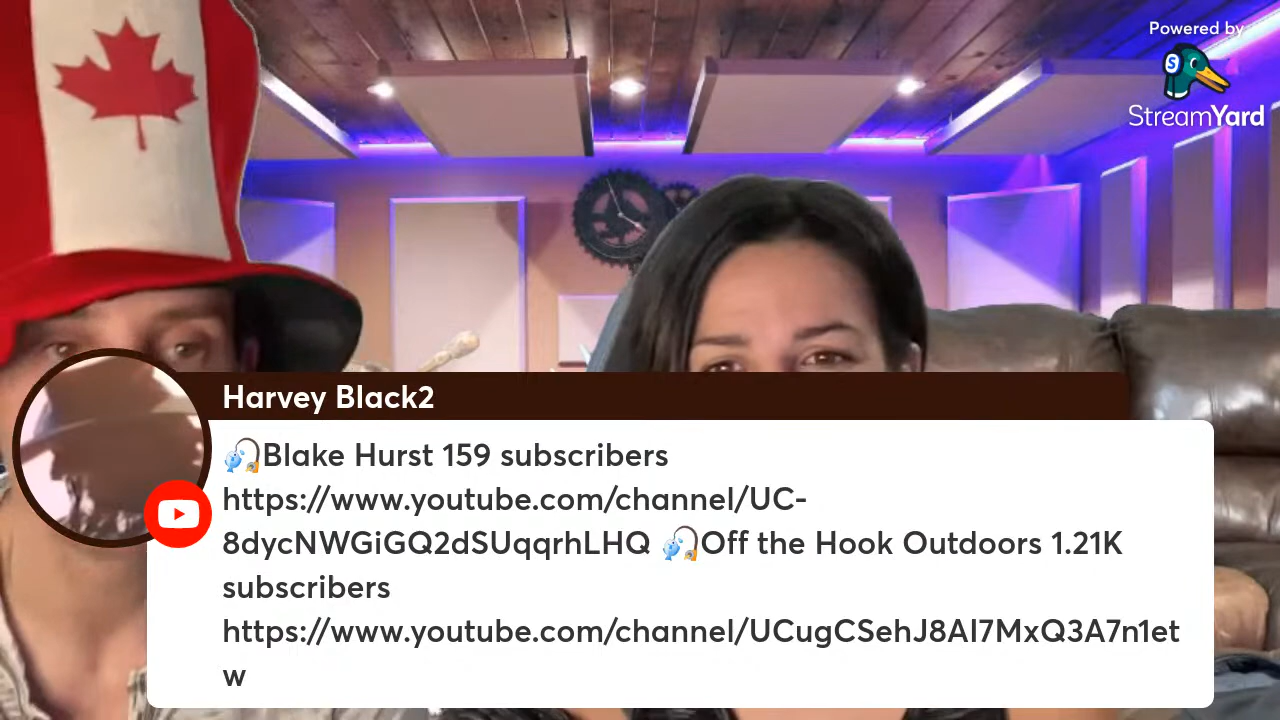 Powered by
StreamYard
Harvey Black2
🎣Blake Hurst 159 subscribers
https://www.youtube.com/channel/UC-
8dycNWGiGQ2dSUqqrhLHQ 🎣Off the Hook Outdoors 1.21K
subscribers
https://www.youtube.com/channel/UCugCSehJ8AI7MxQ3A7n1et
w